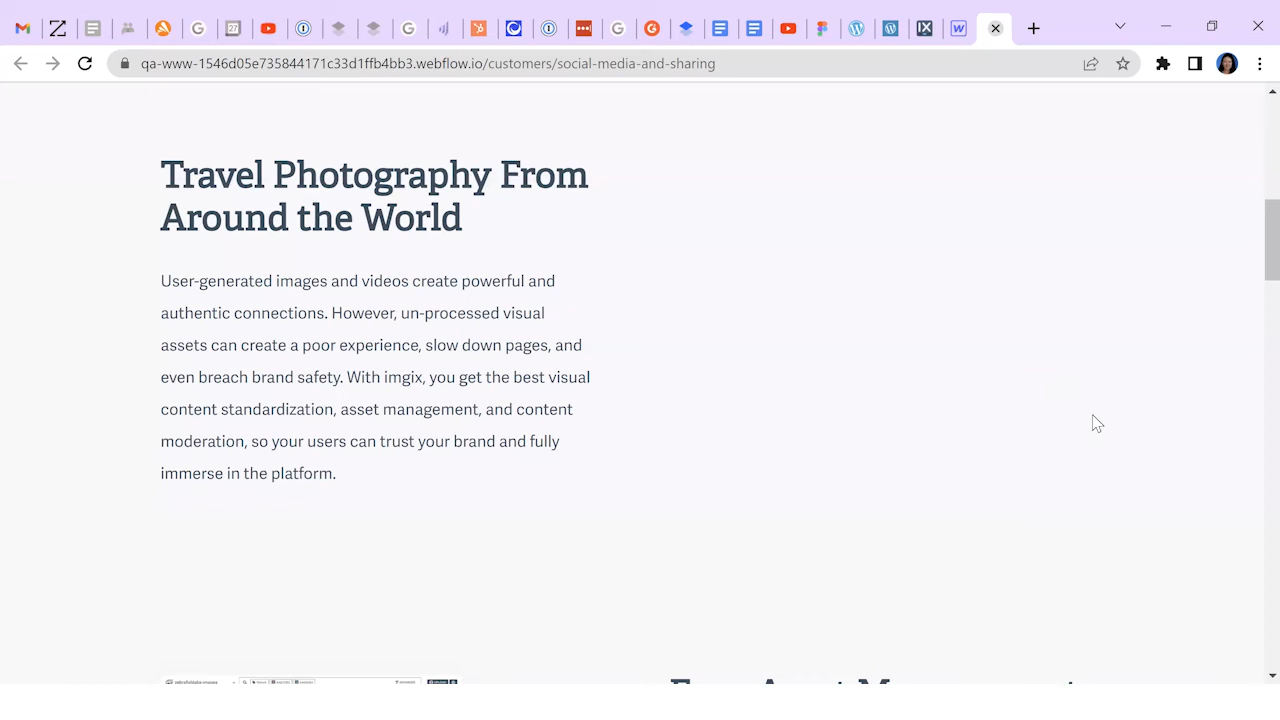 27
qa-www-1546d05e735844171c33d1ffb4bb3.webflow.io/customers/social-media-and-sharing
Travel Photography From
Around the World
User-generated images and videos create powerful and
authentic connections. However, un-processed visual
assets can create a poor experience, slow down pages, and
even breach brand safety. With imgix, you get the best visual
content standardization, asset management, and content
moderation, so your users can trust your brand and fully
immerse in the platform.